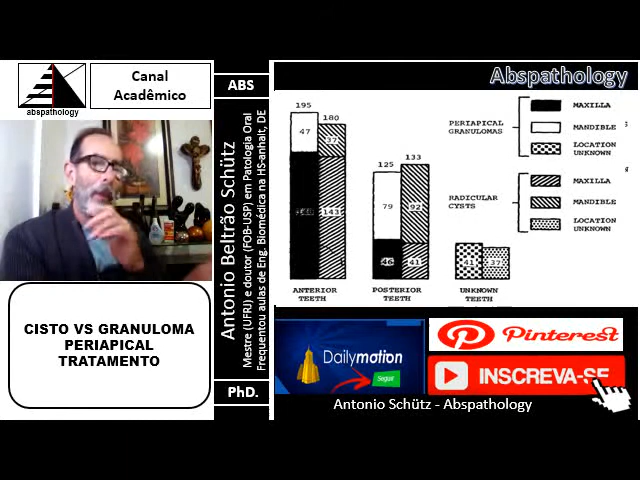 Canal
Acadêmico
abspathology
ABS
Antonio Beltrão Schütz
Mestre (UFRJ) e doutor (FOB-USP) em Patologia Oral
Frequentou aulas de Eng. Biomédica na HS-anhalt, DE
PhD.
CISTO VS GRANULOMA
PERIAPICAL
TRATAMENTO
Abspathology
195
180
47
37
141
125
133
79
92
46
41
41
37
ANTERIOR
TEETH
POSTERIOR
TEETH
UNKNOWN
TEETH
PERIAPICAL
GRANULOMAS
MAXILLA
MANDIBLE
LOCATION
UNKNOWN
RADICULAR
CYSTS
MAXILLA
MANDIBLE
LOCATION
UNKNOWN
Dailymotion
Seguir
Pinterest
INSCREVA-SE
Antonio Schütz - Abspathology